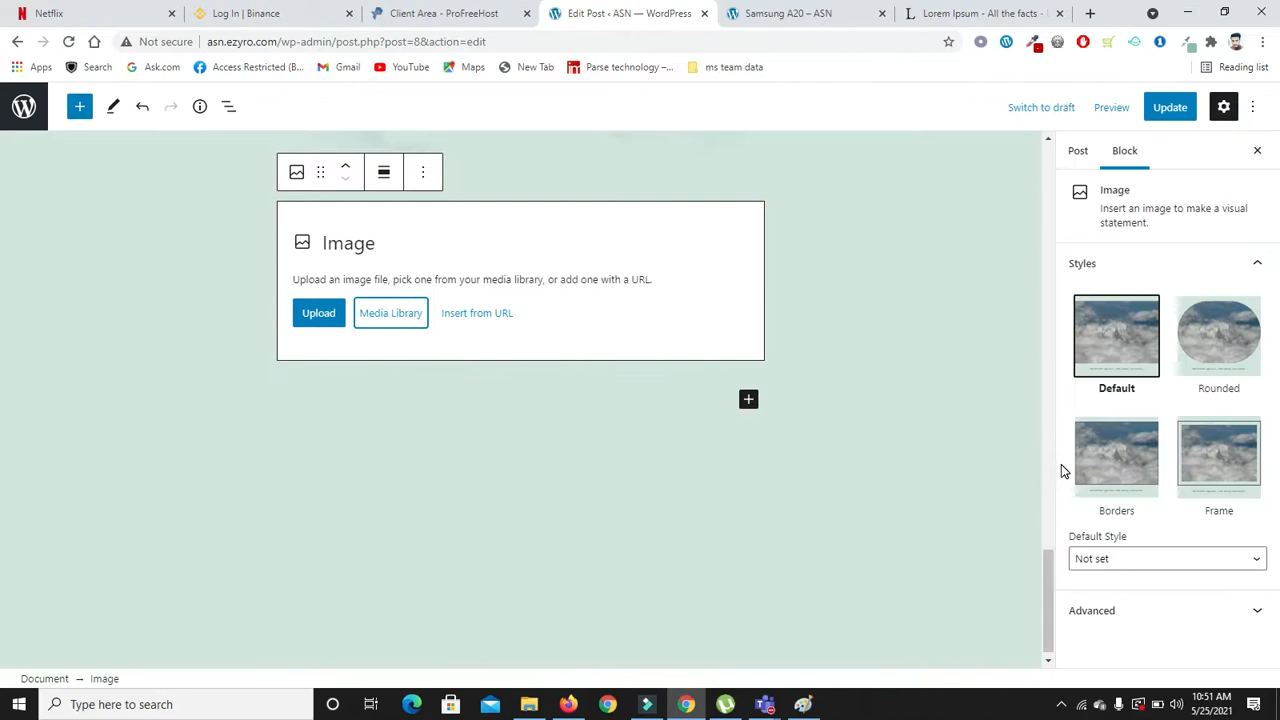 Netflix
Log In | Binance
Client Area - ProFreeHost
Edit Post ‹ ASN — WordPress
Samsung A20 – ASN
Lorem Ipsum - All the facts -
Not secure
asn.ezyro.com/wp-admin/post.php?post=8&action=edit
Apps
Search
Ask.com
Access Restricted (B...
Gmail
YouTube
Maps
New Tab
Parse technology –...
ms team data
Reading list
Switch to draft
Preview
Update
Post
Block
Image
Insert an image to make a visual
statement.
Styles
Default
Rounded
Borders
Frame
Default Style
Not set
Advanced
Image
Upload an image file, pick one from your media library, or add one with a URL.
Upload
Media Library
Insert from URL
Document → Image
Type here to search
10:51 AM
5/25/2021